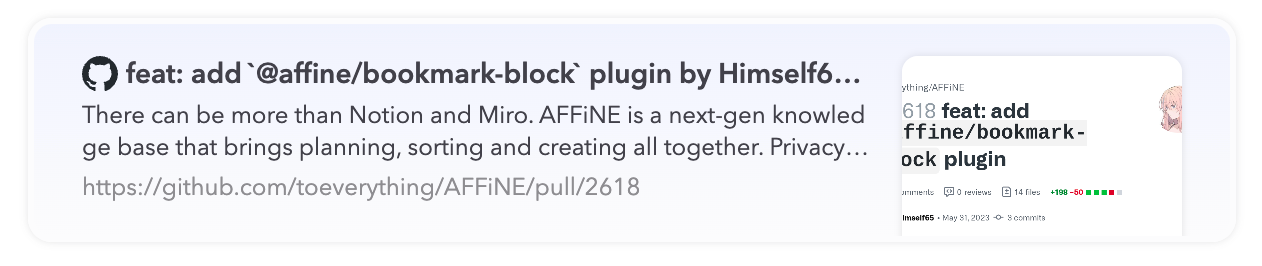 feat: add `@affine/bookmark-block` plugin by Himself6...
There can be more than Notion and Miro. AFFiNE is a next-gen knowled
ge base that brings planning, sorting and creating all together. Privacy...
https://github.com/toeverything/AFFiNE/pull/2618
ything/AFFiNE
618 feat: add
ffine/bookmark-
ock plugin
omments 0 reviews 14 files +198 −50
imself65 • May 31, 2023 3 commits